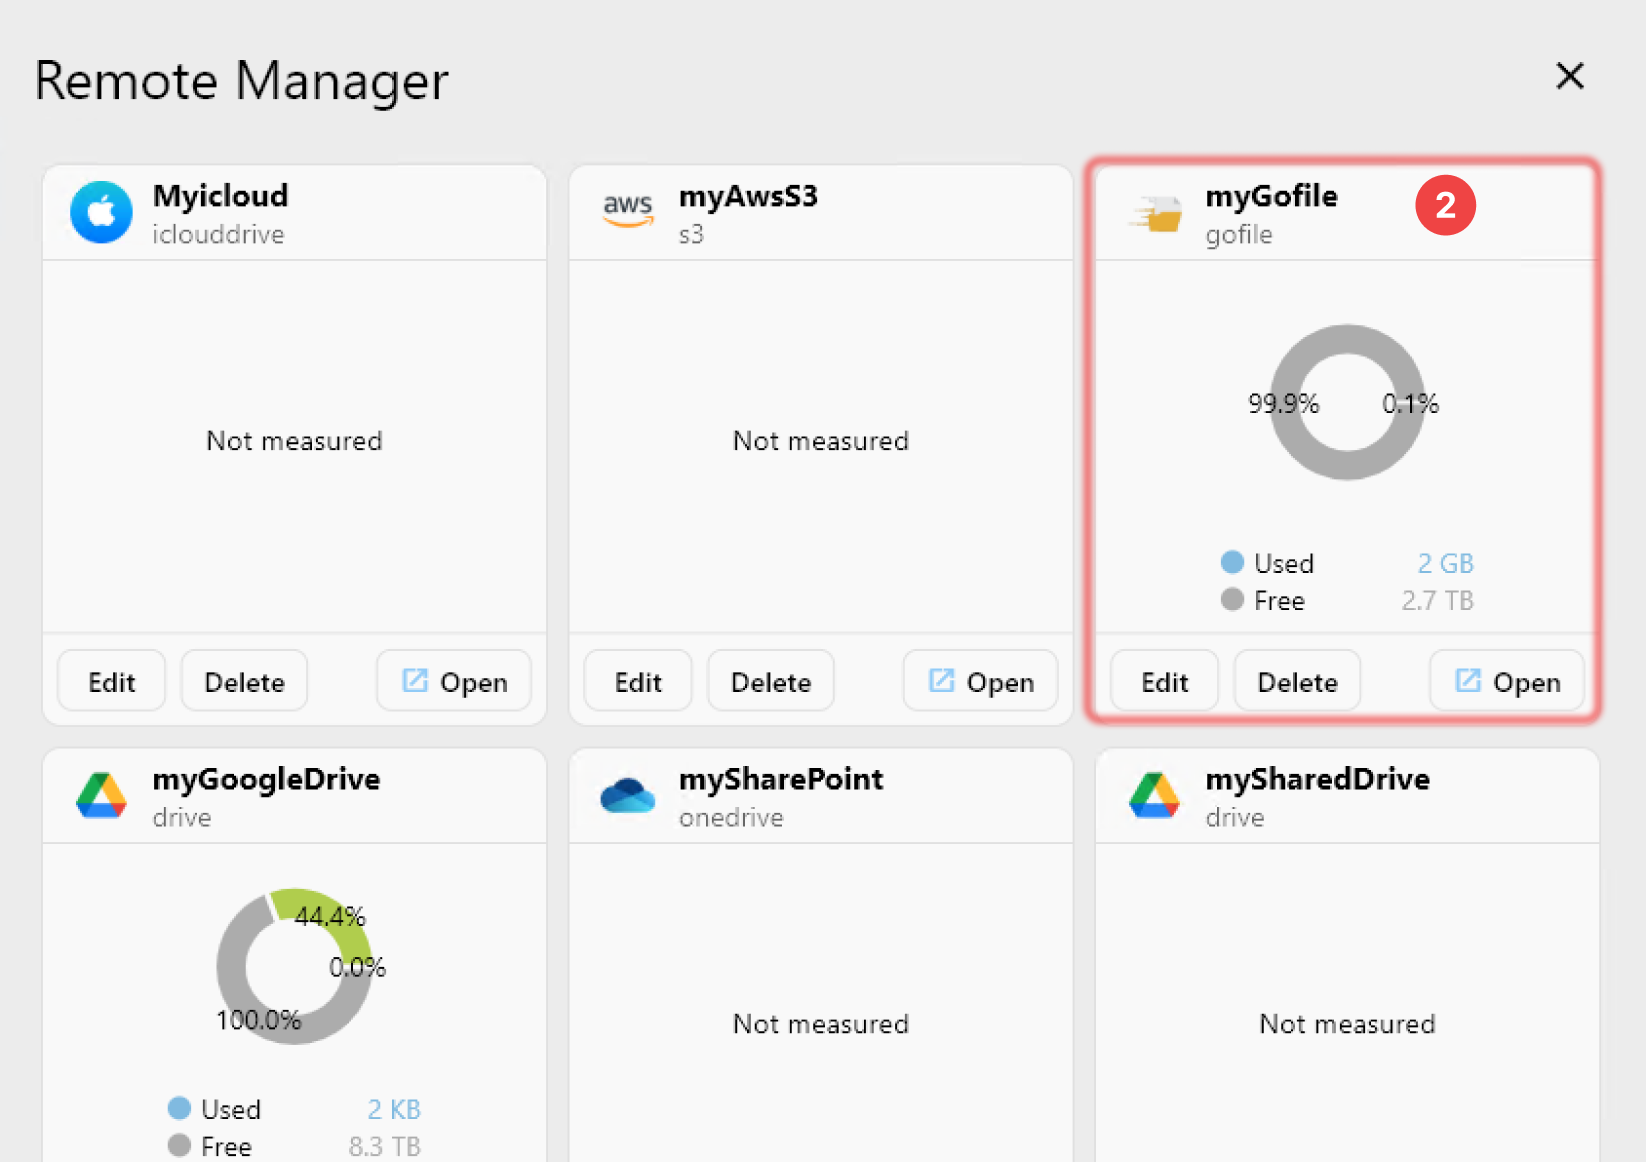 Remote Manager
Myicloud
iclouddrive
Not measured
Edit Delete Open
aws
myAwsS3
s3
Not measured
Edit Delete Open
myGofile
gofile
2
99.9% 0.1%
Used 2 GB
Free 2.7 TB
Edit Delete Open
myGoogleDrive
drive
44.4%
0.0%
100.0%
Used 2 KB
Free 8.3 TB
mySharePoint
onedrive
Not measured
mySharedDrive
drive
Not measured